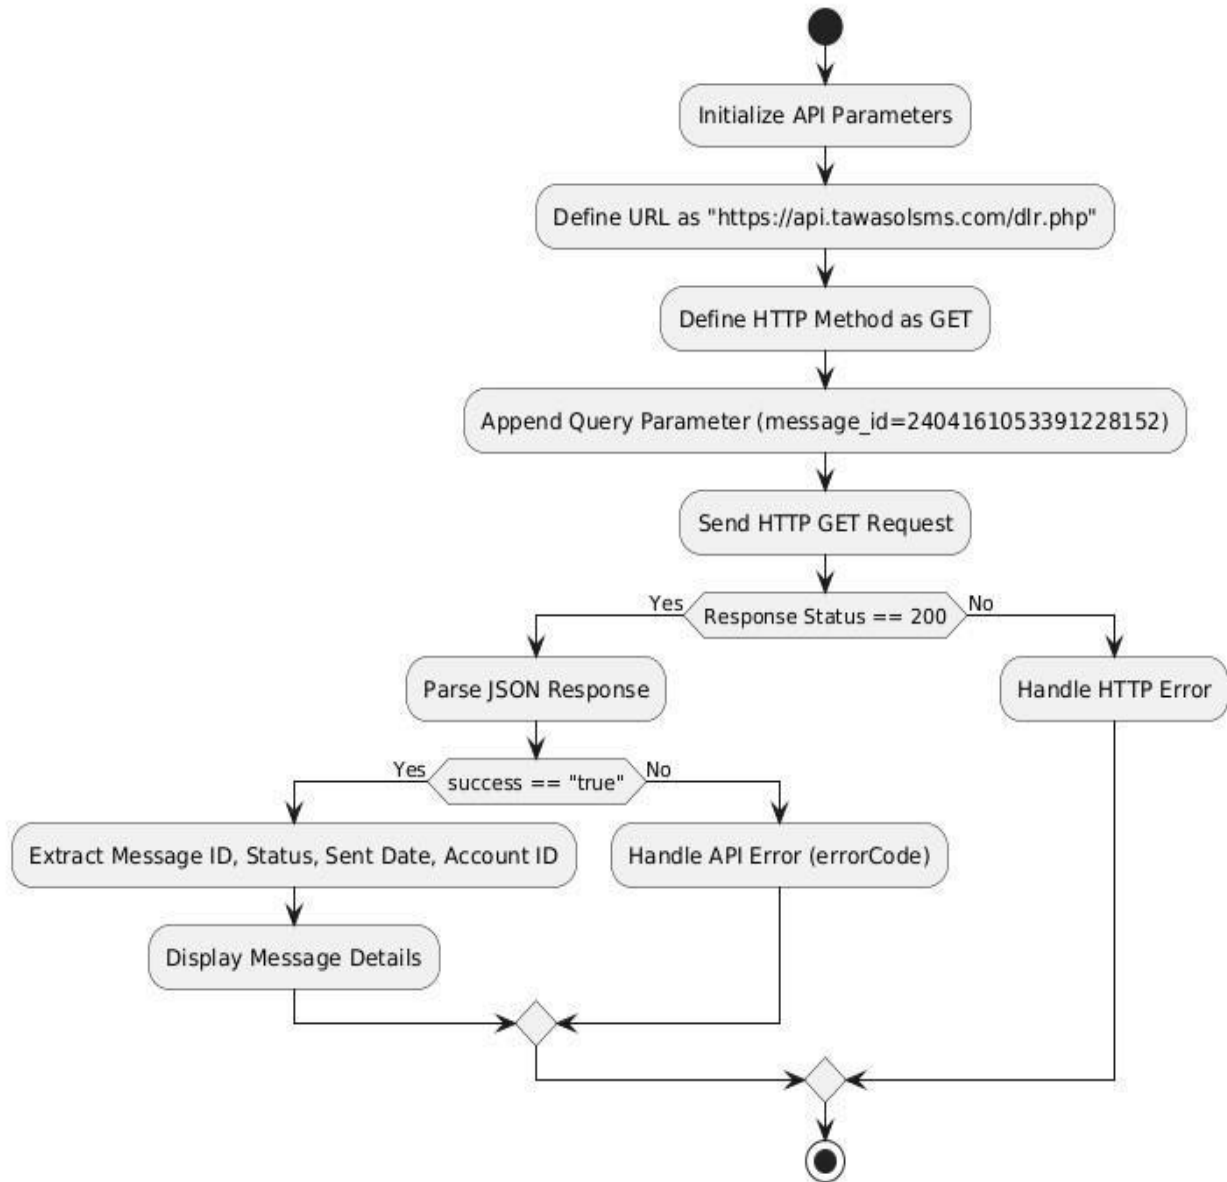 Initialize API Parameters
Define URL as "https://api.tawasolsms.com/dlr.php"
Define HTTP Method as GET
Append Query Parameter (message_id=2404161053391228152)
Send HTTP GET Request
Yes
Response Status == 200
No
Parse JSON Response
Handle HTTP Error
Yes
success == "true"
No
Extract Message ID, Status, Sent Date, Account ID
Handle API Error (errorCode)
Display Message Details